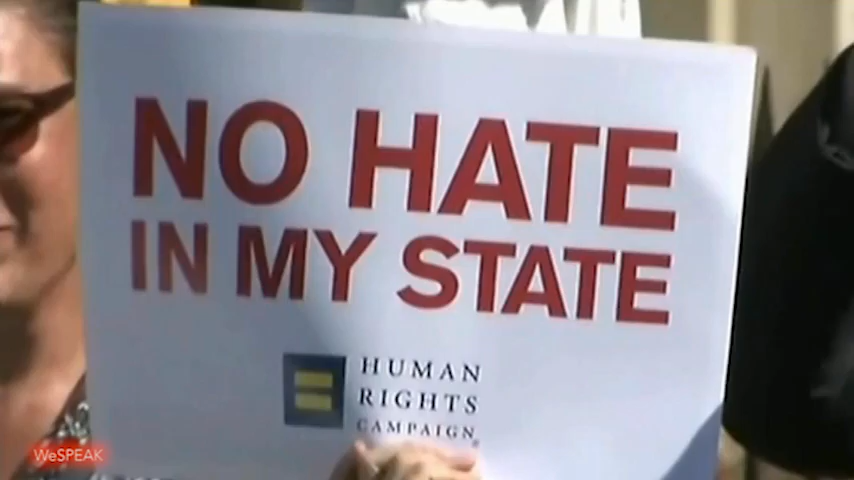 NO HATE
IN MY STATE
HUMAN
RIGHTS
CAMPAIGN®
WeSPEAK